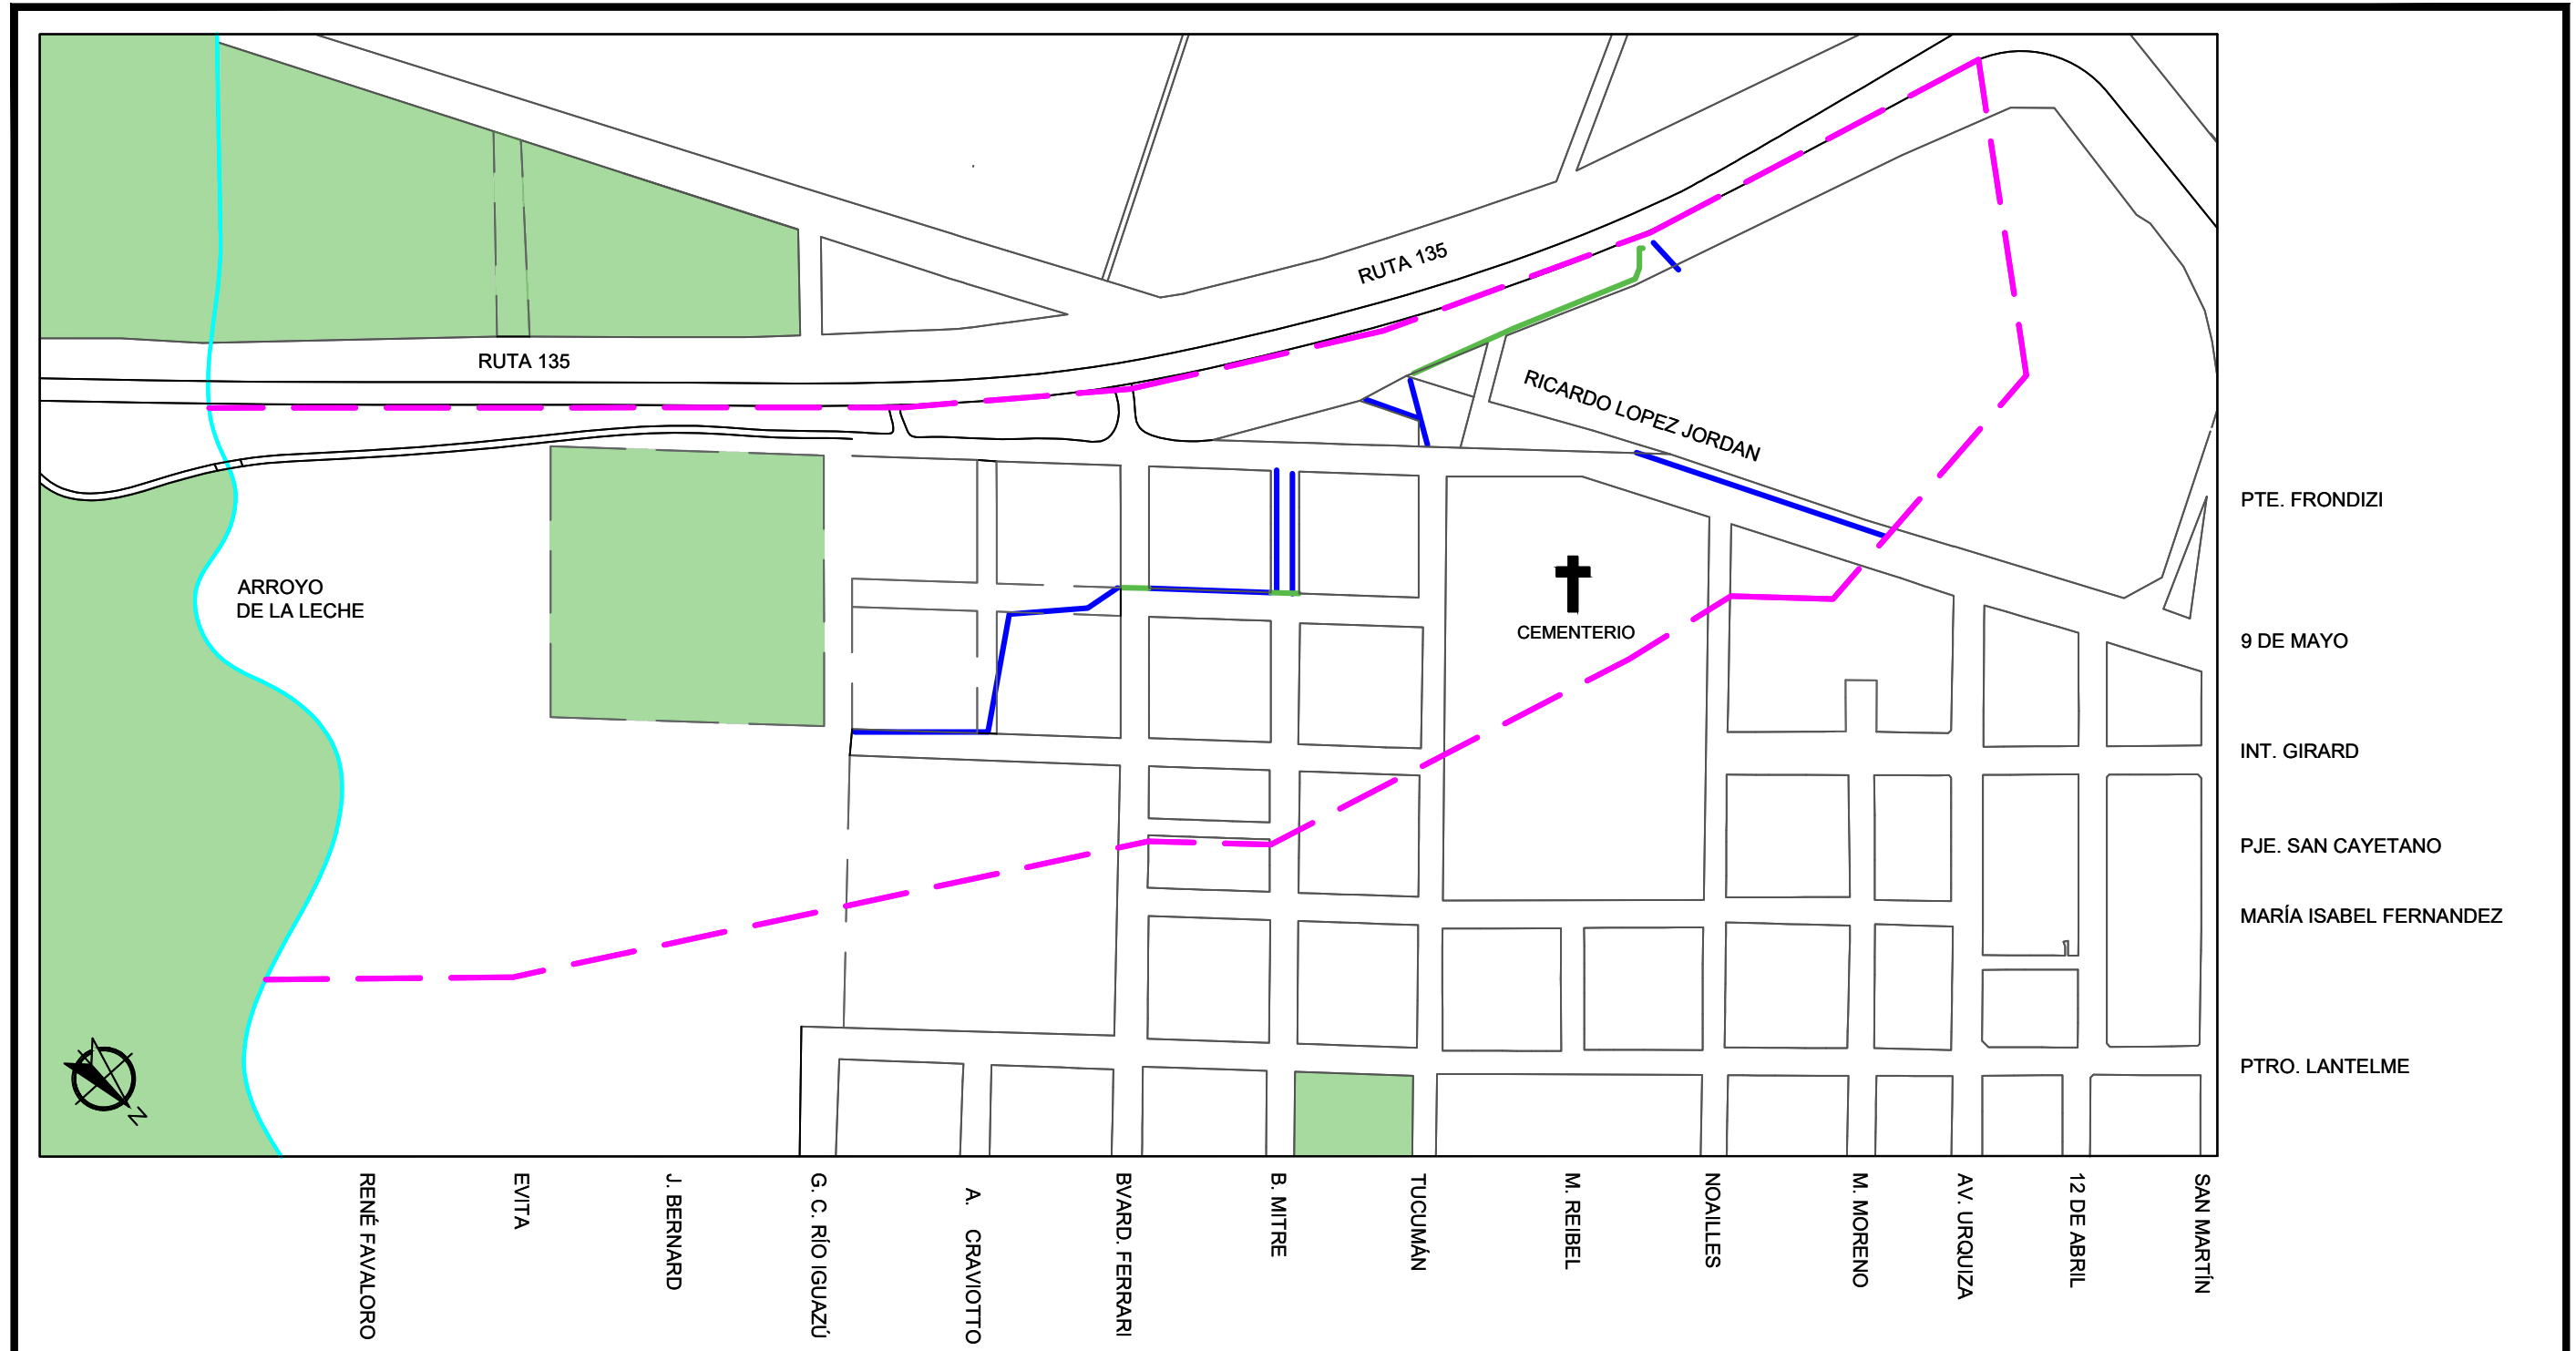 RUTA 135
RUTA 135
RICARDO LOPEZ JORDAN
PTE. FRONDIZI
ARROYO
DE LA LECHE
CEMENTERIO
9 DE MAYO
INT. GIRARD
PJE. SAN CAYETANO
MARÍA ISABEL FERNANDEZ
PTRO. LANTELME
N
RENÉ FAVALORO
EVITA
J. BERNARD
G. C. RÍO IGUAZÚ
A. CRAVIOTTO
BVARD. FERRARI
B. MITRE
TUCUMÁN
M. REIBEL
NOAILLES
M. MORENO
AV. URQUIZA
12 DE ABRIL
SAN MARTÍN